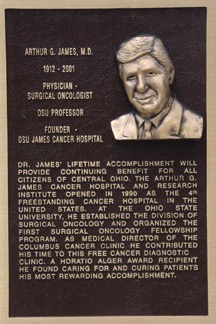 ARTHUR G. JAMES, M.D.
1912 - 2001
PHYSICIAN -
SURGICAL ONCOLOGIST
OSU PROFESSOR
FOUNDER -
OSU JAMES CANCER HOSPITAL
DR. JAMES' LIFETIME ACCOMPLISHMENT WILL
PROVIDE CONTINUING BENEFIT FOR ALL
CITIZENS OF CENTRAL OHIO. THE ARTHUR G.
JAMES CANCER HOSPITAL AND RESEARCH
INSTITUTE OPENED IN 1990 AS THE 4th
FREESTANDING CANCER HOSPITAL IN THE
UNITED STATES. AT THE OHIO STATE
UNIVERSITY, HE ESTABLISHED THE DIVISION OF
SURGICAL ONCOLOGY AND ORGANIZED THE
FIRST SURGICAL ONCOLOGY FELLOWSHIP
PROGRAM. AS MEDICAL DIRECTOR OF THE
COLUMBUS CANCER CLINIC HE CONTRIBUTED
HIS TIME TO THIS FREE CANCER DIAGNOSTIC
CLINIC. A HORATIO ALGER AWARD RECIPIENT
HE FOUND CARING FOR AND CURING PATIENTS
HIS MOST REWARDING ACCOMPLISHMENT.